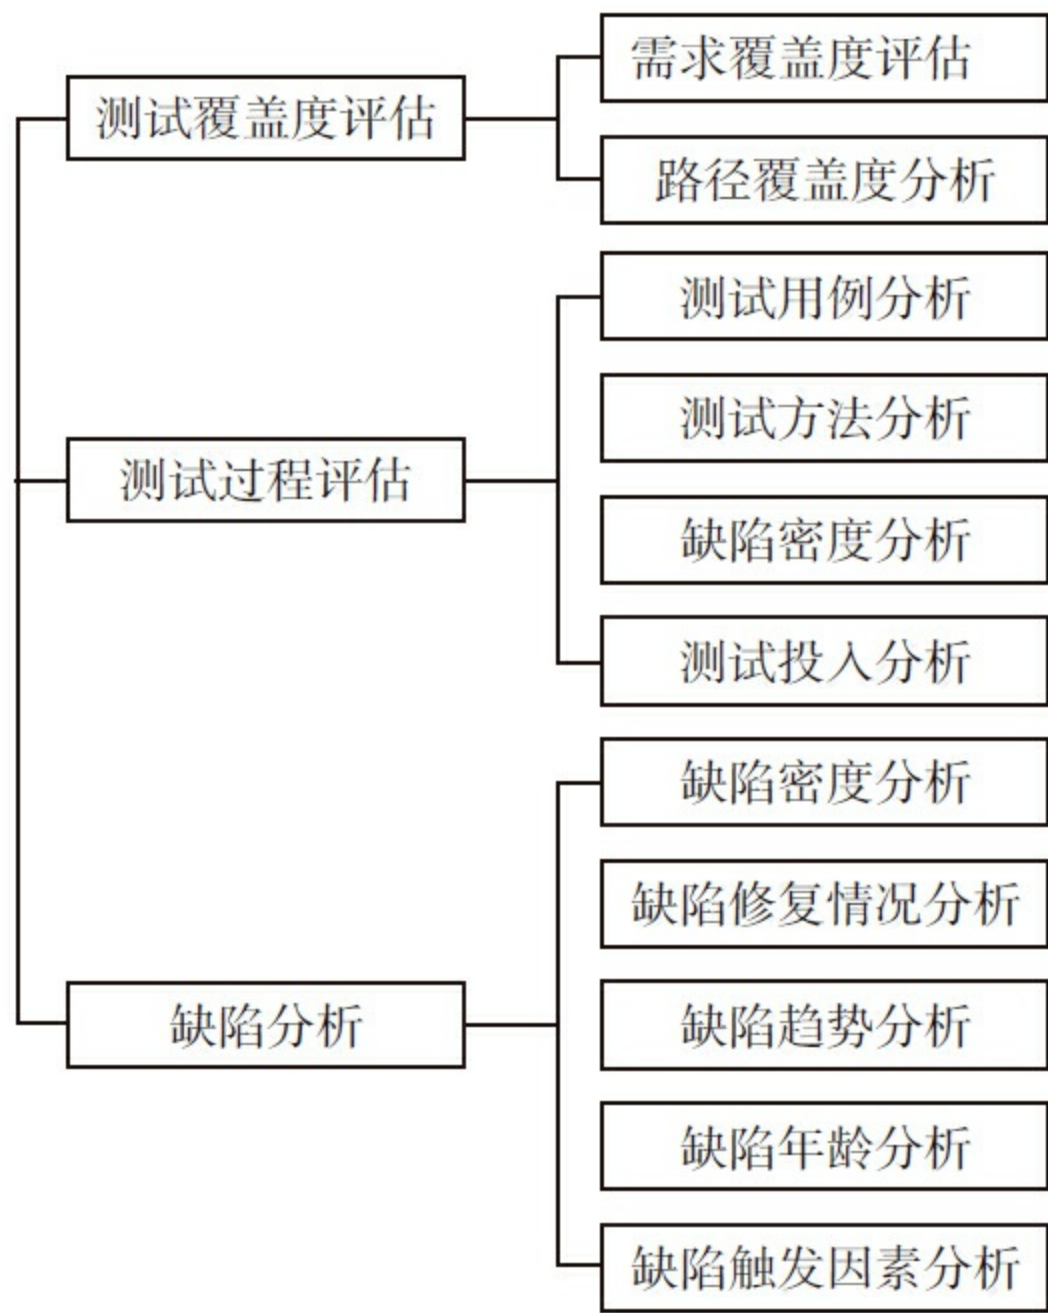 测试覆盖度评估
需求覆盖度评估
路径覆盖度分析
测试过程评估
测试用例分析
测试方法分析
缺陷密度分析
测试投入分析
缺陷分析
缺陷密度分析
缺陷修复情况分析
缺陷趋势分析
缺陷年龄分析
缺陷触发因素分析